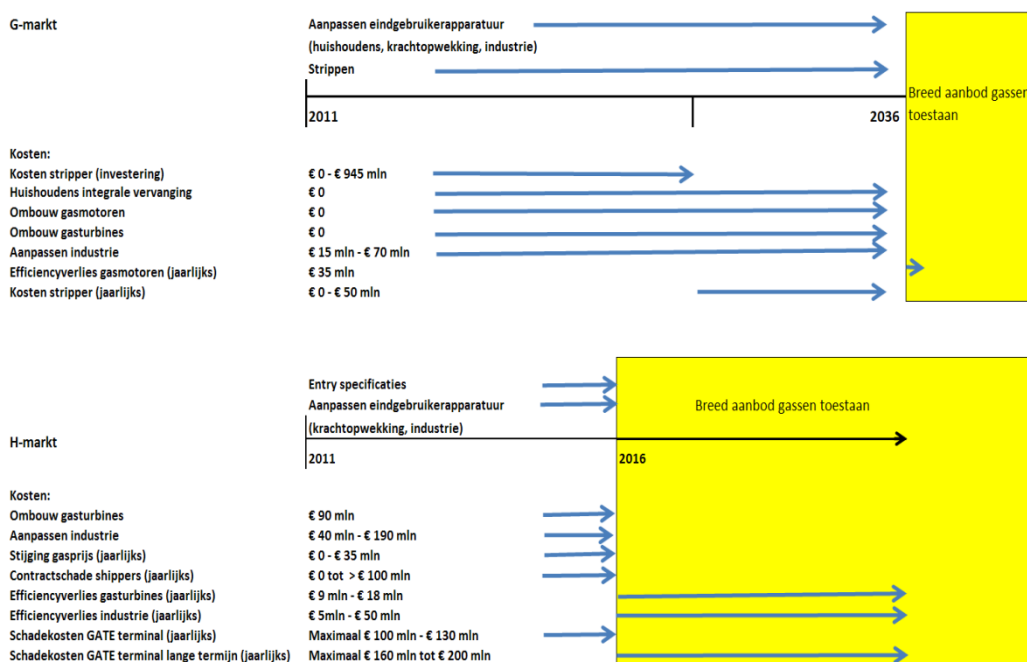 G-markt
Aanpassen eindgebruikerapparatuur
(huishoudens, krachtopwekking, industrie)
Strippen
Breed aanbod gassen
toestaan
2011
2036
Kosten:
Kosten stripper (investering) € 0 - € 945 mln
Huishoudens integrale vervanging € 0
Ombouw gasmotoren € 0
Ombouw gasturbines € 0
Aanpassen industrie € 15 mln - € 70 mln
Efficiencyverlies gasmotoren (jaarlijks) € 35 mln
Kosten stripper (jaarlijks) € 0 - € 50 mln
Entry specificaties
Aanpassen eindgebruikerapparatuur
(krachtopwekking, industrie)
Breed aanbod gassen toestaan
H-markt
2011
2016
Kosten:
Ombouw gasturbines € 90 mln
Aanpassen industrie € 40 mln - € 190 mln
Stijging gasprijs (jaarlijks) € 0 - € 35 mln
Contractschade shippers (jaarlijks) € 0 tot > € 100 mln
Efficiencyverlies gasturbines (jaarlijks) € 9 mln - € 18 mln
Efficiencyverlies industrie (jaarlijks) € 5mln - € 50 mln
Schadekosten GATE terminal (jaarlijks) Maximaal € 100 mln - € 130 mln
Schadekosten GATE terminal lange termijn (jaarlijks) Maximaal € 160 mln tot € 200 mln